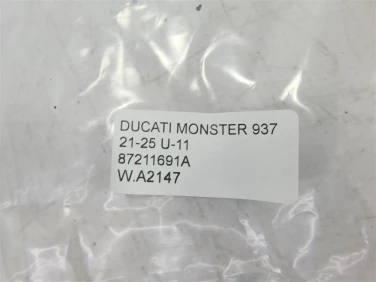 DUCATI MONSTER 937
21-25 U-11
87211691A
W.A2147